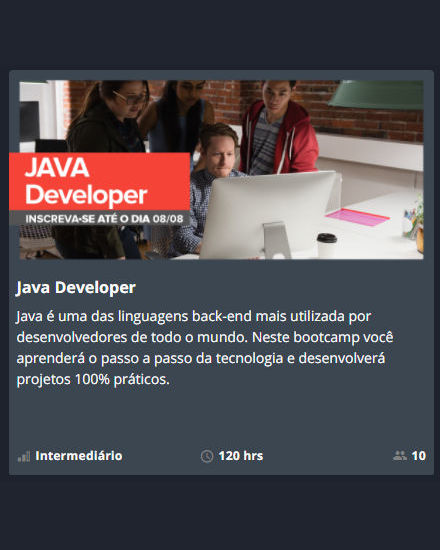 JAVA
Developer
INSCREVA-SE ATÉ O DIA 08/08
Java Developer
Java é uma das linguagens back-end mais utilizada por
desenvolvedores de todo o mundo. Neste bootcamp você
aprenderá o passo a passo da tecnologia e desenvolverá
projetos 100% práticos.
Intermediário 120 hrs 10